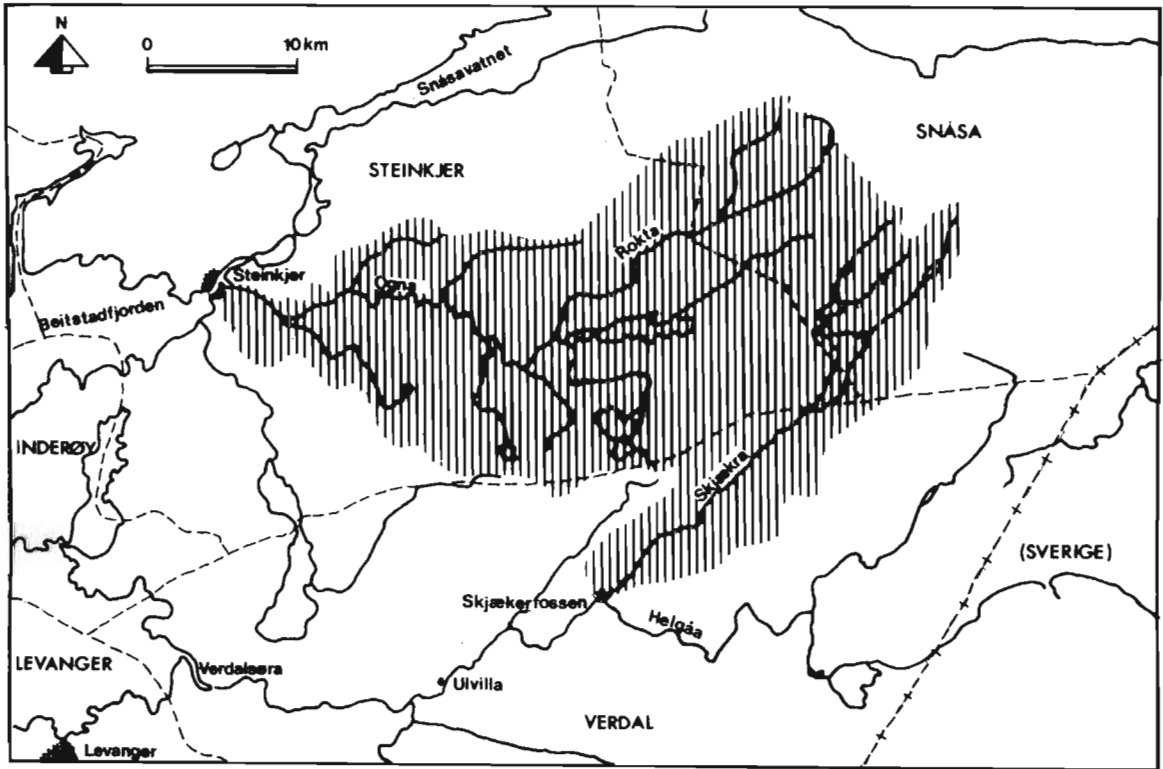 N
0 10 km
Snåsavatnet
SNÅSA
STEINKJER
Rokta
Steinkjer
Ogna
Beitstadfjorden
INDERØY
Skjækra
(SVERIGE)
Skjækerfossen
Helgåa
LEVANGER
Verdalsøra
Ulvilla
VERDAL
Levanger